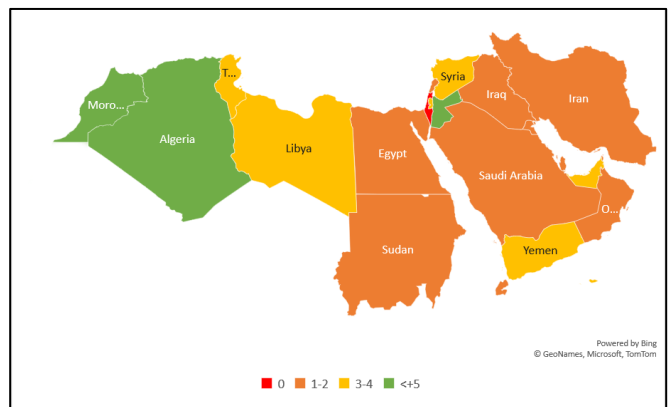 T...
Syria
Moro...
Iraq
Iran
Algeria
Libya
Egypt
Saudi Arabia
O...
Sudan
Yemen
Powered by Bing
© GeoNames, Microsoft, TomTom
0 1-2 3-4 <+5